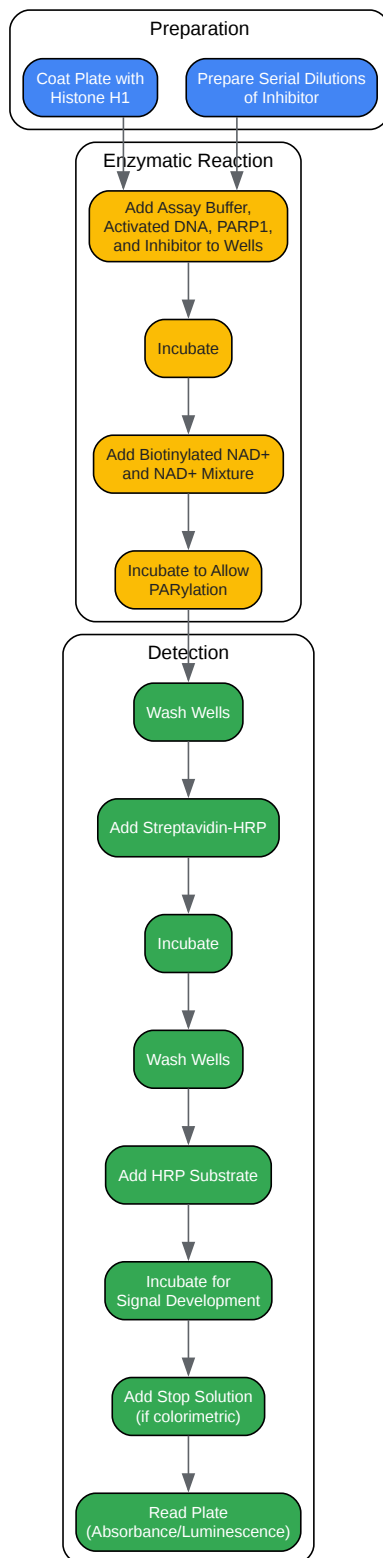 Preparation
Coat Plate with
Histone H1
Prepare Serial Dilutions
of Inhibitor
Enzymatic Reaction
Add Assay Buffer,
Activated DNA, PARP1,
and Inhibitor to Wells
Incubate
Add Biotinylated NAD+
and NAD+ Mixture
Incubate to Allow
PARylation
Detection
Wash Wells
Add Streptavidin-HRP
Incubate
Wash Wells
Add HRP Substrate
Incubate for
Signal Development
Add Stop Solution
(if colorimetric)
Read Plate
(Absorbance/Luminescence)